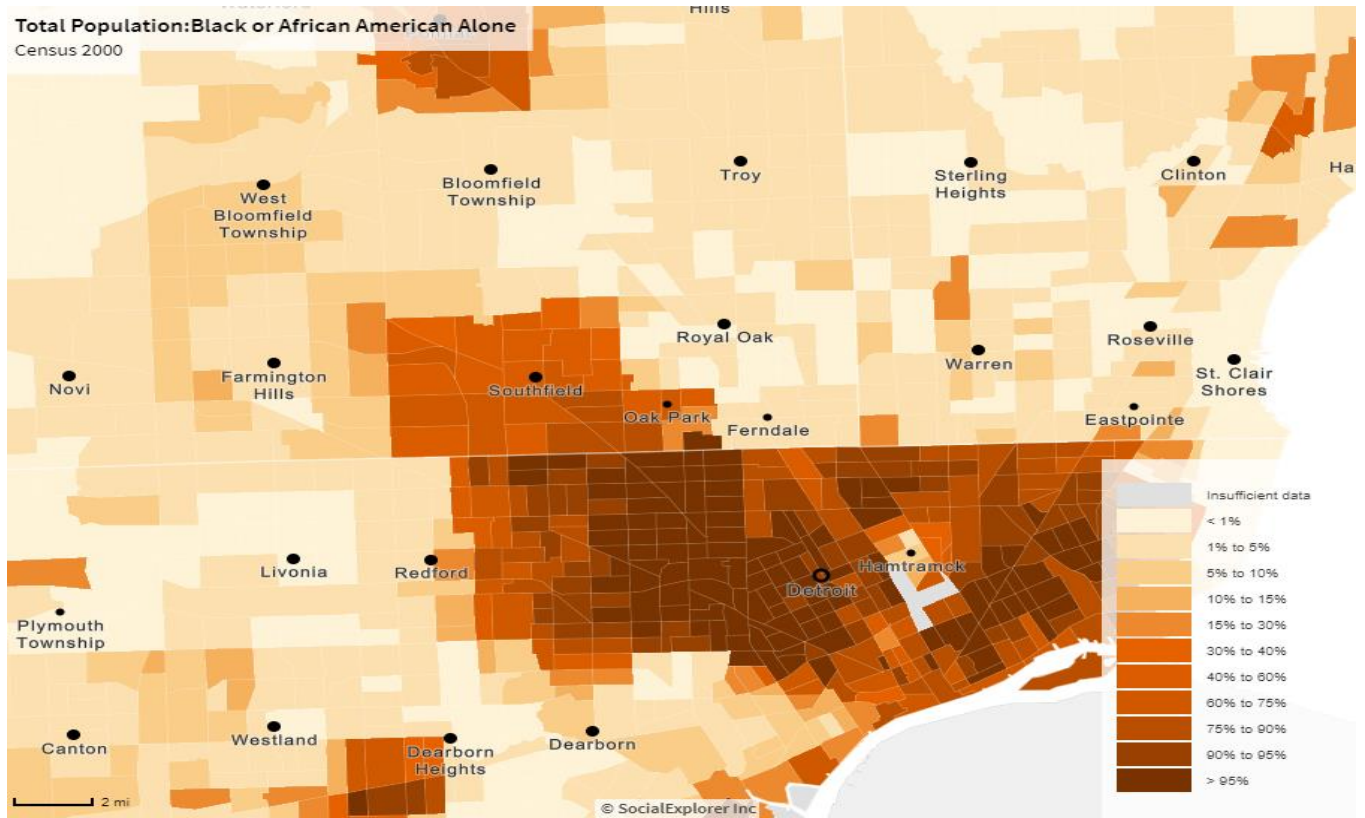 Total Population:Black or African American Alone
Census 2000
Hills
West
Bloomfield
Township
Bloomfield
Township
Troy
Sterling
Heights
Clinton
Ha
Novi
Farmington
Hills
Southfield
Royal Oak
Oak Park
Ferndale
Warren
Roseville
St. Clair
Shores
Eastpointe
Livonia
Redford
Detroit
Hamtramck
Plymouth
Township
Canton
Westland
Dearborn
Heights
Dearborn
Insufficient data
< 1%
1% to 5%
5% to 10%
10% to 15%
15% to 30%
30% to 40%
40% to 60%
60% to 75%
75% to 90%
90% to 95%
> 95%
2 mi
© SocialExplorer Inc